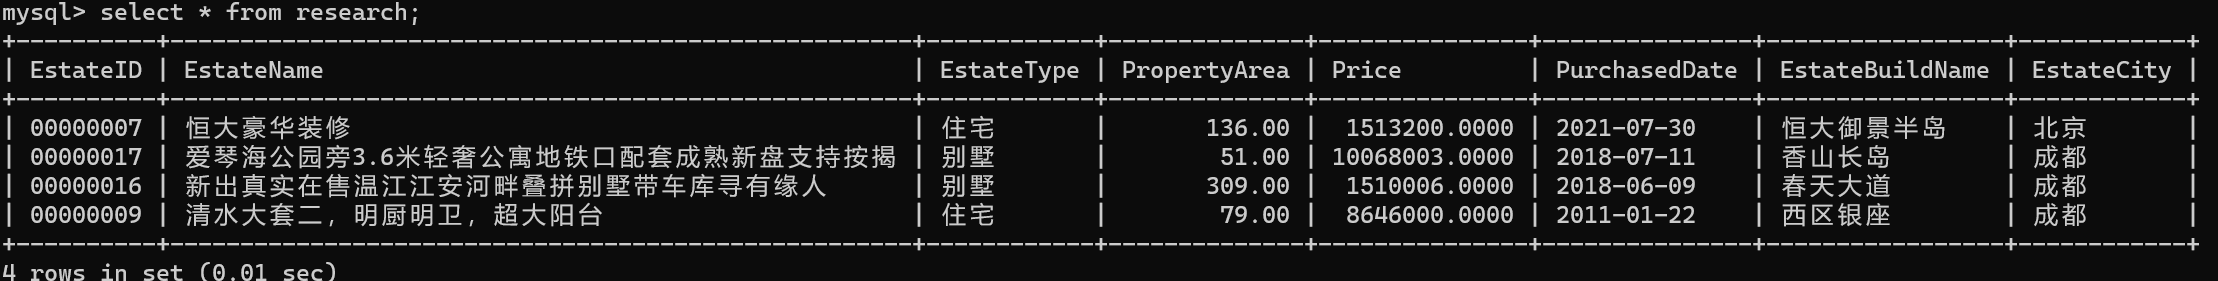 mysql> select * from research;
+----------+-----------------------------------------------------+------------+--------------+---------------+---------------+-----------------+------------+
| EstateID | EstateName | EstateType | PropertyArea | Price | PurchasedDate | EstateBuildName | EstateCity |
+----------+-----------------------------------------------------+------------+--------------+---------------+---------------+-----------------+------------+
| 00000007 | 恒大豪华装修 | 住宅 | 136.00 | 1513200.0000 | 2021-07-30 | 恒大御景半岛 | 北京 |
| 00000017 | 爱琴海公园旁3.6米轻奢公寓地铁口配套成熟新盘支持按揭 | 别墅 | 51.00 | 10068003.0000 | 2018-07-11 | 香山长岛 | 成都 |
| 00000016 | 新出真实在售温江江安河畔叠拼别墅带车库寻有缘人 | 别墅 | 309.00 | 1510006.0000 | 2018-06-09 | 春天大道 | 成都 |
| 00000009 | 清水大套二，明厨明卫，超大阳台 | 住宅 | 79.00 | 8646000.0000 | 2011-01-22 | 西区银座 | 成都 |
+----------+-----------------------------------------------------+------------+--------------+---------------+---------------+-----------------+------------+
4 rows in set (0.01 sec)